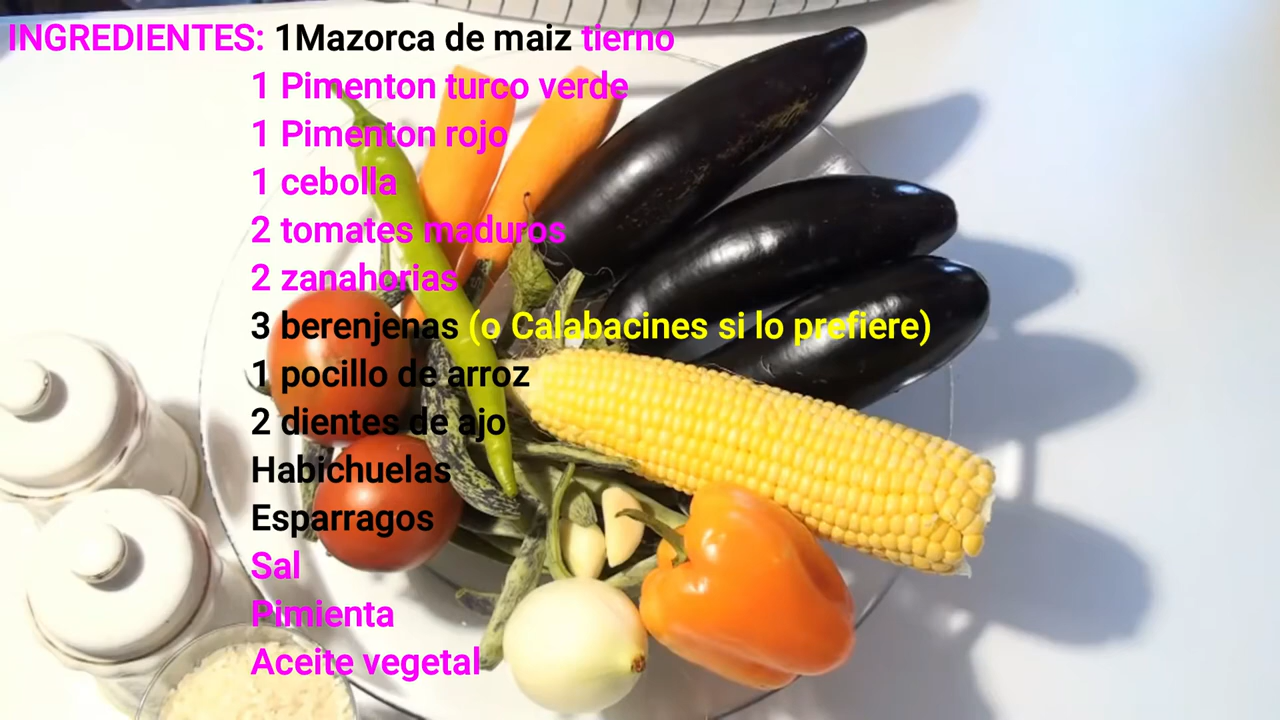 INGREDIENTES: 1Mazorca de maiz tierno
1 Pimenton turco verde
1 Pimenton rojo
1 cebolla
2 tomates maduros
2 zanahorias
3 berenjenas (o Calabacines si lo prefiere)
1 pocillo de arroz
2 dientes de ajo
Habichuelas
Esparragos
Sal
Pimienta
Aceite vegetal